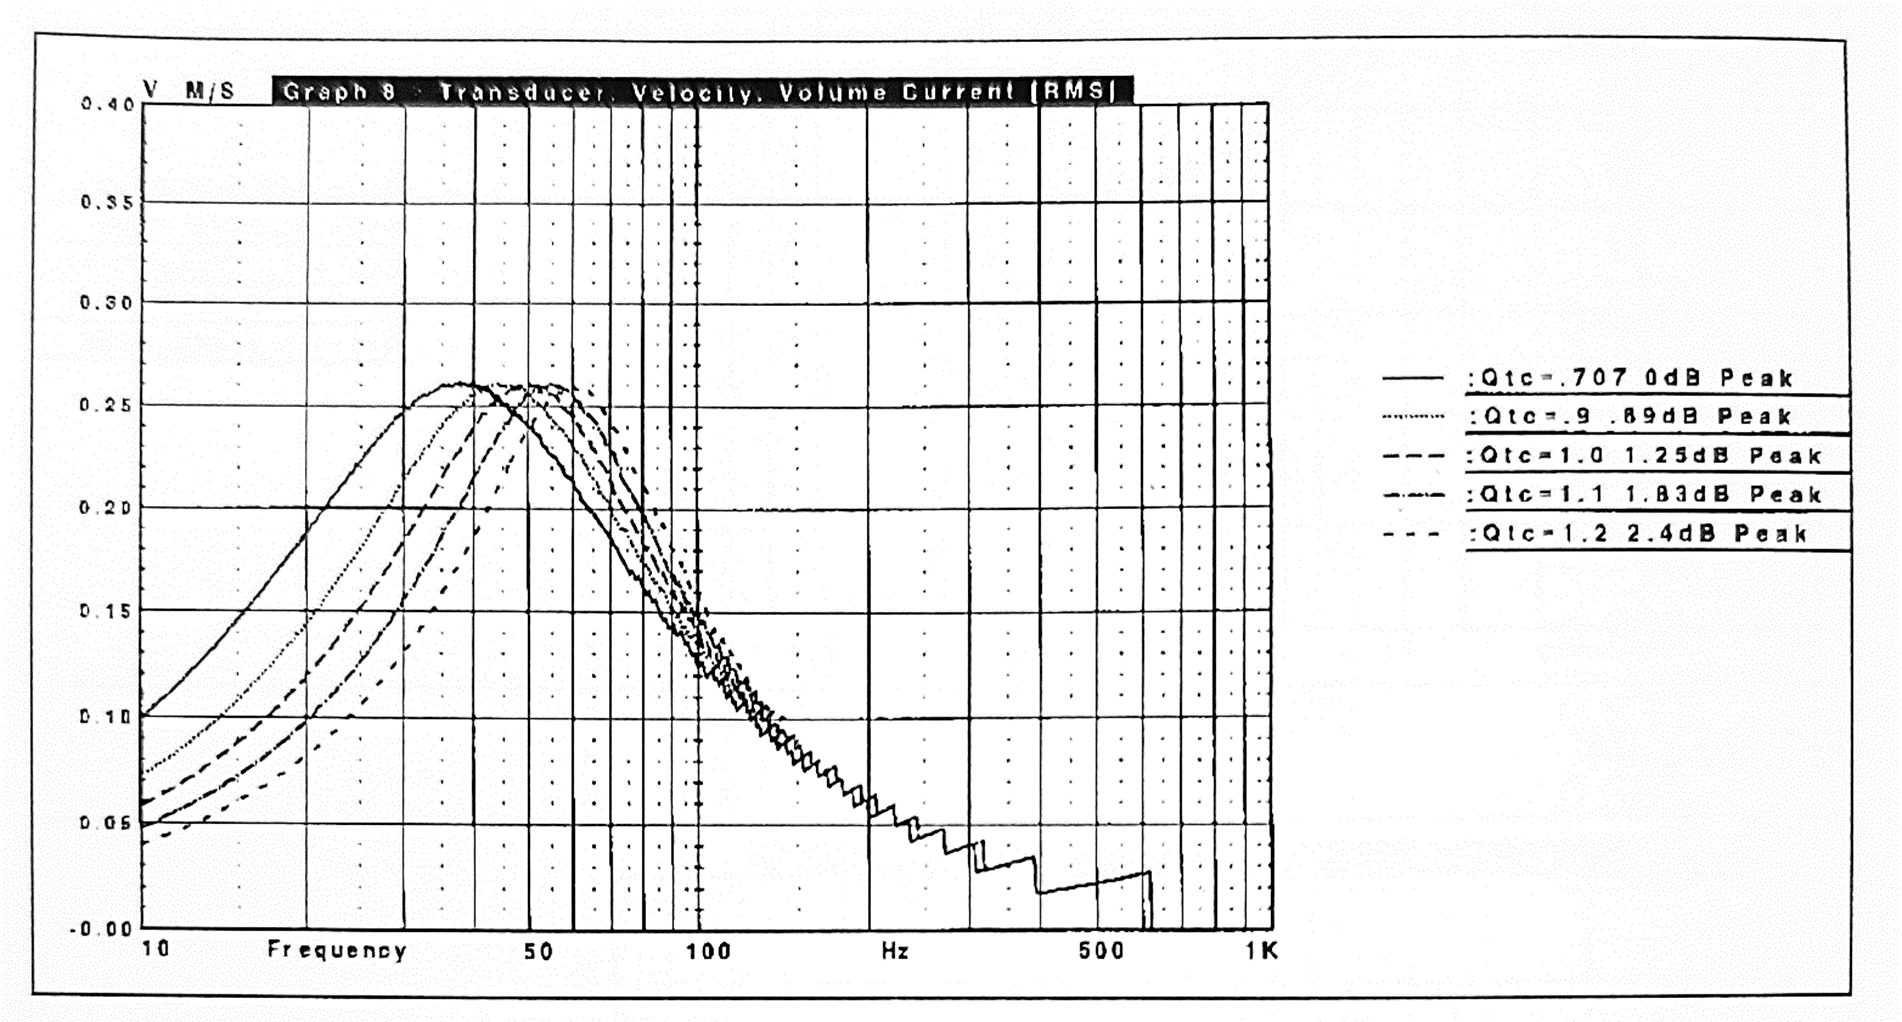 V M/S Graph 8 - Transducer, Velocity, Volume Current [RMS]
0.40
0.35
0.30
0.25
0.20
0.15
0.10
0.05
-0.00
10 Frequency 50 100 Hz 500 1K
:Qtc=.707 0dB Peak
:Qtc=.9 .69dB Peak
:Qtc=1.0 1.25dB Peak
:Qtc=1.1 1.83dB Peak
:Qtc=1.2 2.4dB Peak